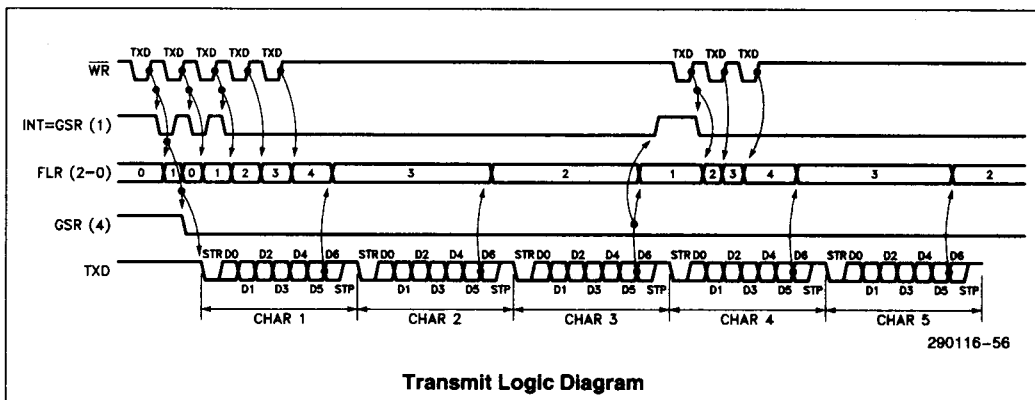 TXD TXD TXD TXD TXD TXD TXD TXD
WR
INT=GSR (1)
FLR (2-0)
0 1 0 1 2 3 4 3 2 1 2 3 4 3 2
GSR (4)
TXD
STR D0 D2 D4 D6 STR D0 D2 D4 D6 STR D0 D2 D4 D6 STR D0 D2 D4 D6 STR D0 D2 D4 D6
D1 D3 D5 STP D1 D3 D5 STP D1 D3 D5 STP D1 D3 D5 STP D1 D3 D5 STP
CHAR 1 CHAR 2 CHAR 3 CHAR 4 CHAR 5
290116-56
Transmit Logic Diagram